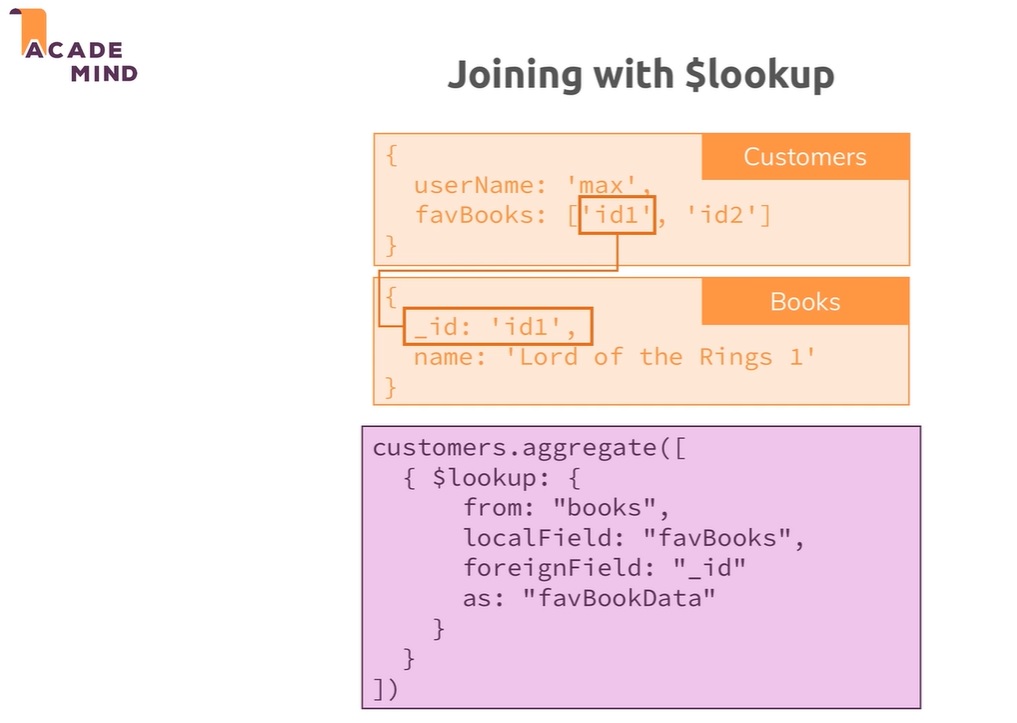 ACADE
MIND
Joining with $lookup
Customers
{
userName: 'max',
favBooks: ['id1', 'id2']
}
Books
{
_id: 'id1',
name: 'Lord of the Rings 1'
}
customers.aggregate([
{ $lookup: {
from: "books",
localField: "favBooks",
foreignField: "_id"
as: "favBookData"
}
}
])